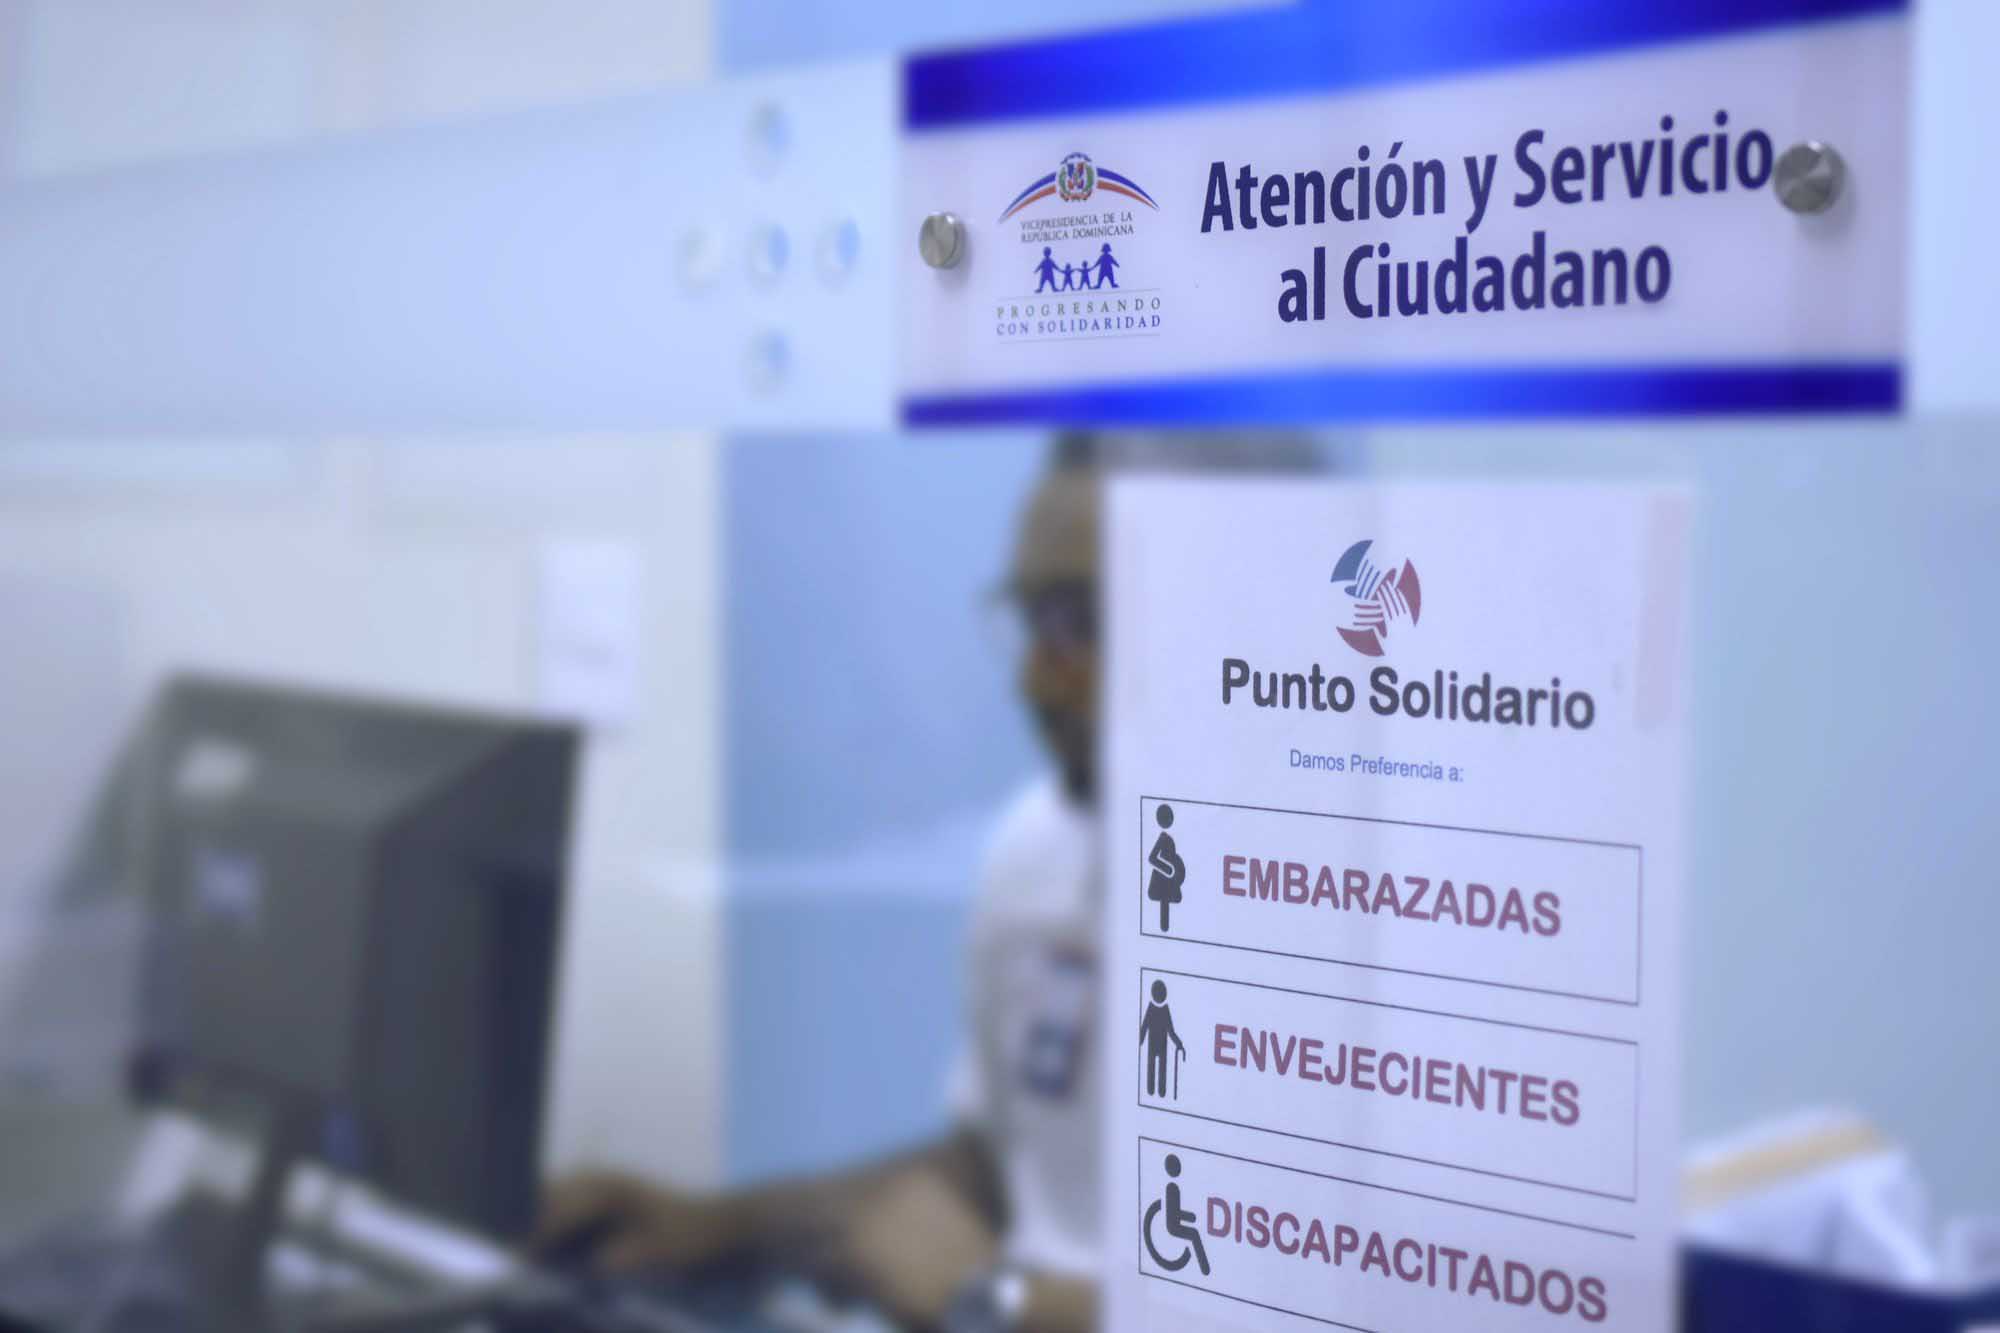 VICEPRESIDENCIA DE LA
REPÚBLICA DOMINICANA
PROGRESANDO
CON SOLIDARIDAD
Atención y Servicio
al Ciudadano
Punto Solidario
Damos Preferencia a:
EMBARAZADAS
ENVEJECIENTES
DISCAPACITADOS